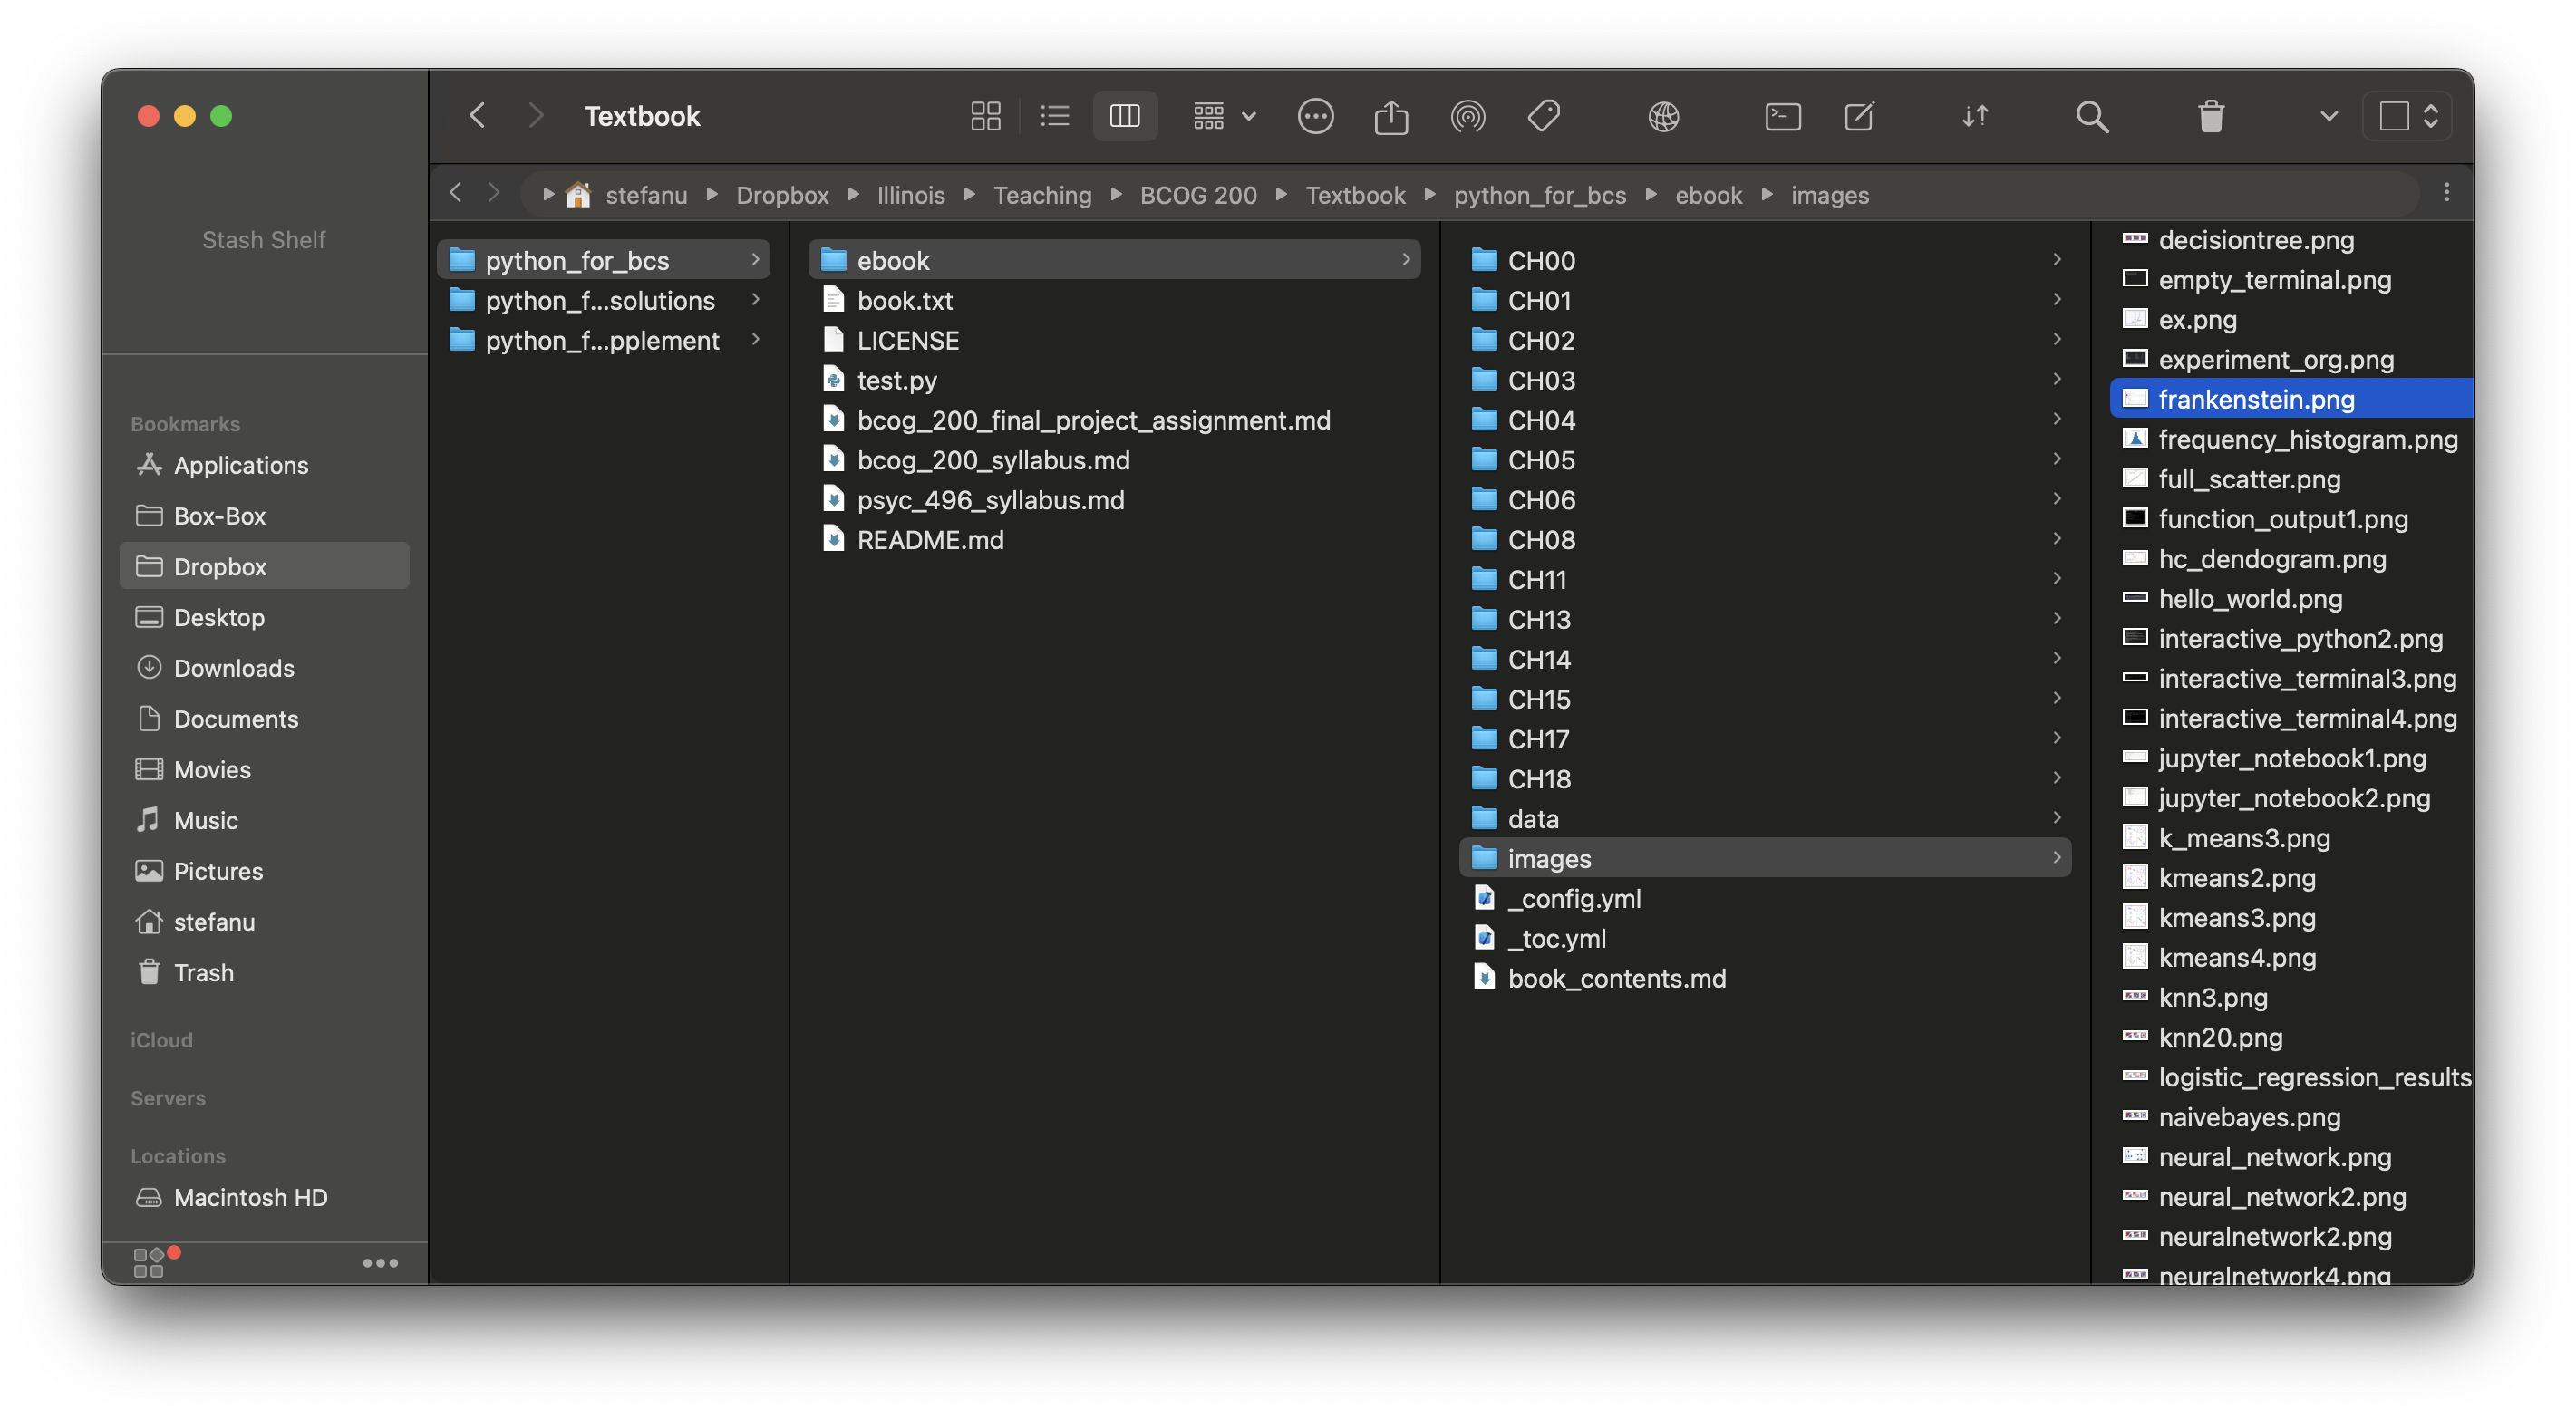 Textbook
stefanu Dropbox Illinois Teaching BCOG 200 Textbook python_for_bcs ebook images
Stash Shelf
Bookmarks
Applications
Box-Box
Dropbox
Desktop
Downloads
Documents
Movies
Music
Pictures
stefanu
Trash
iCloud
Servers
Locations
Macintosh HD
python_for_bcs
python_f...solutions
python_f...pplement
ebook
book.txt
LICENSE
test.py
bcog_200_final_project_assignment.md
bcog_200_syllabus.md
psyc_496_syllabus.md
README.md
CH00
CH01
CH02
CH03
CH04
CH05
CH06
CH08
CH11
CH13
CH14
CH15
CH17
CH18
data
images
_config.yml
_toc.yml
book_contents.md
decisiontree.png
empty_terminal.png
ex.png
experiment_org.png
frankenstein.png
frequency_histogram.png
full_scatter.png
function_output1.png
hc_dendogram.png
hello_world.png
interactive_python2.png
interactive_terminal3.png
interactive_terminal4.png
jupyter_notebook1.png
jupyter_notebook2.png
k_means3.png
kmeans2.png
kmeans3.png
kmeans4.png
knn3.png
knn20.png
logistic_regression_results
naivebayes.png
neural_network.png
neural_network2.png
neuralnetwork2.png
neuralnetwork4.png